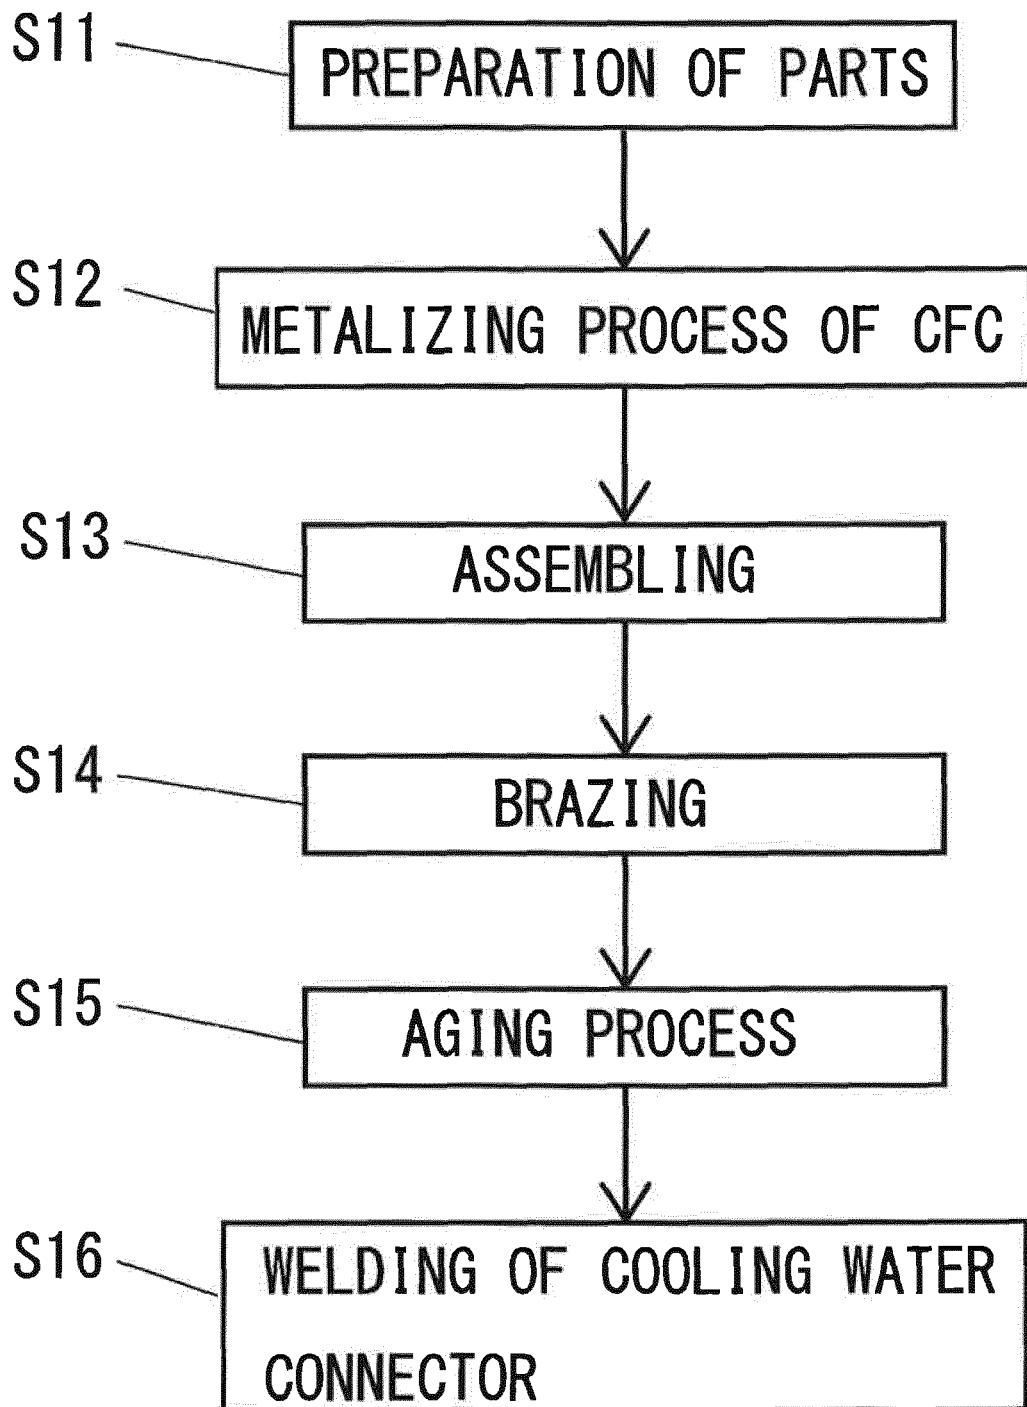 S11
PREPARATION OF PARTS
S12
METALIZING PROCESS OF CFC
S13
ASSEMBLING
S14
BRAZING
S15
AGING PROCESS
S16
WELDING OF COOLING WATER
CONNECTOR